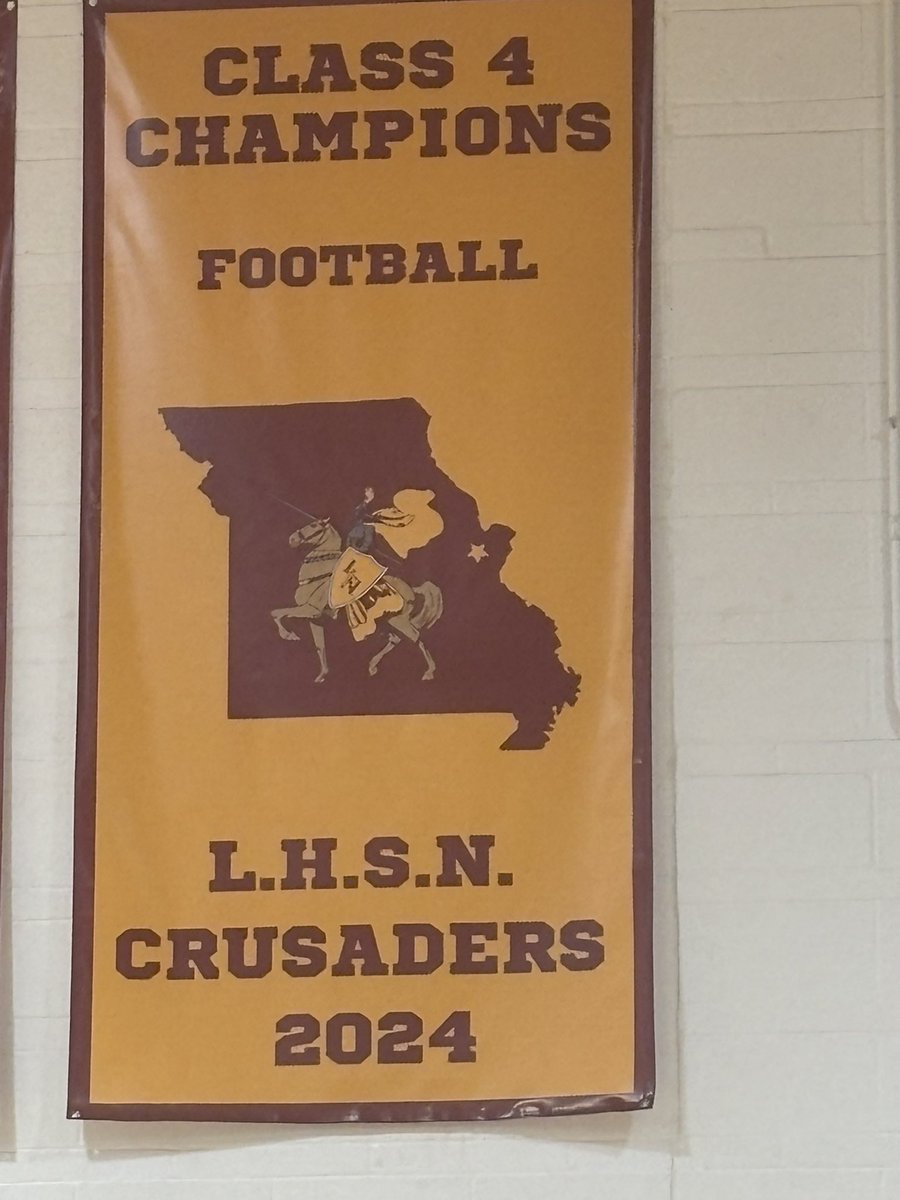 CLASS 4
CHAMPIONS
FOOTBALL
L.H.S.N.
CRUSADERS
2024